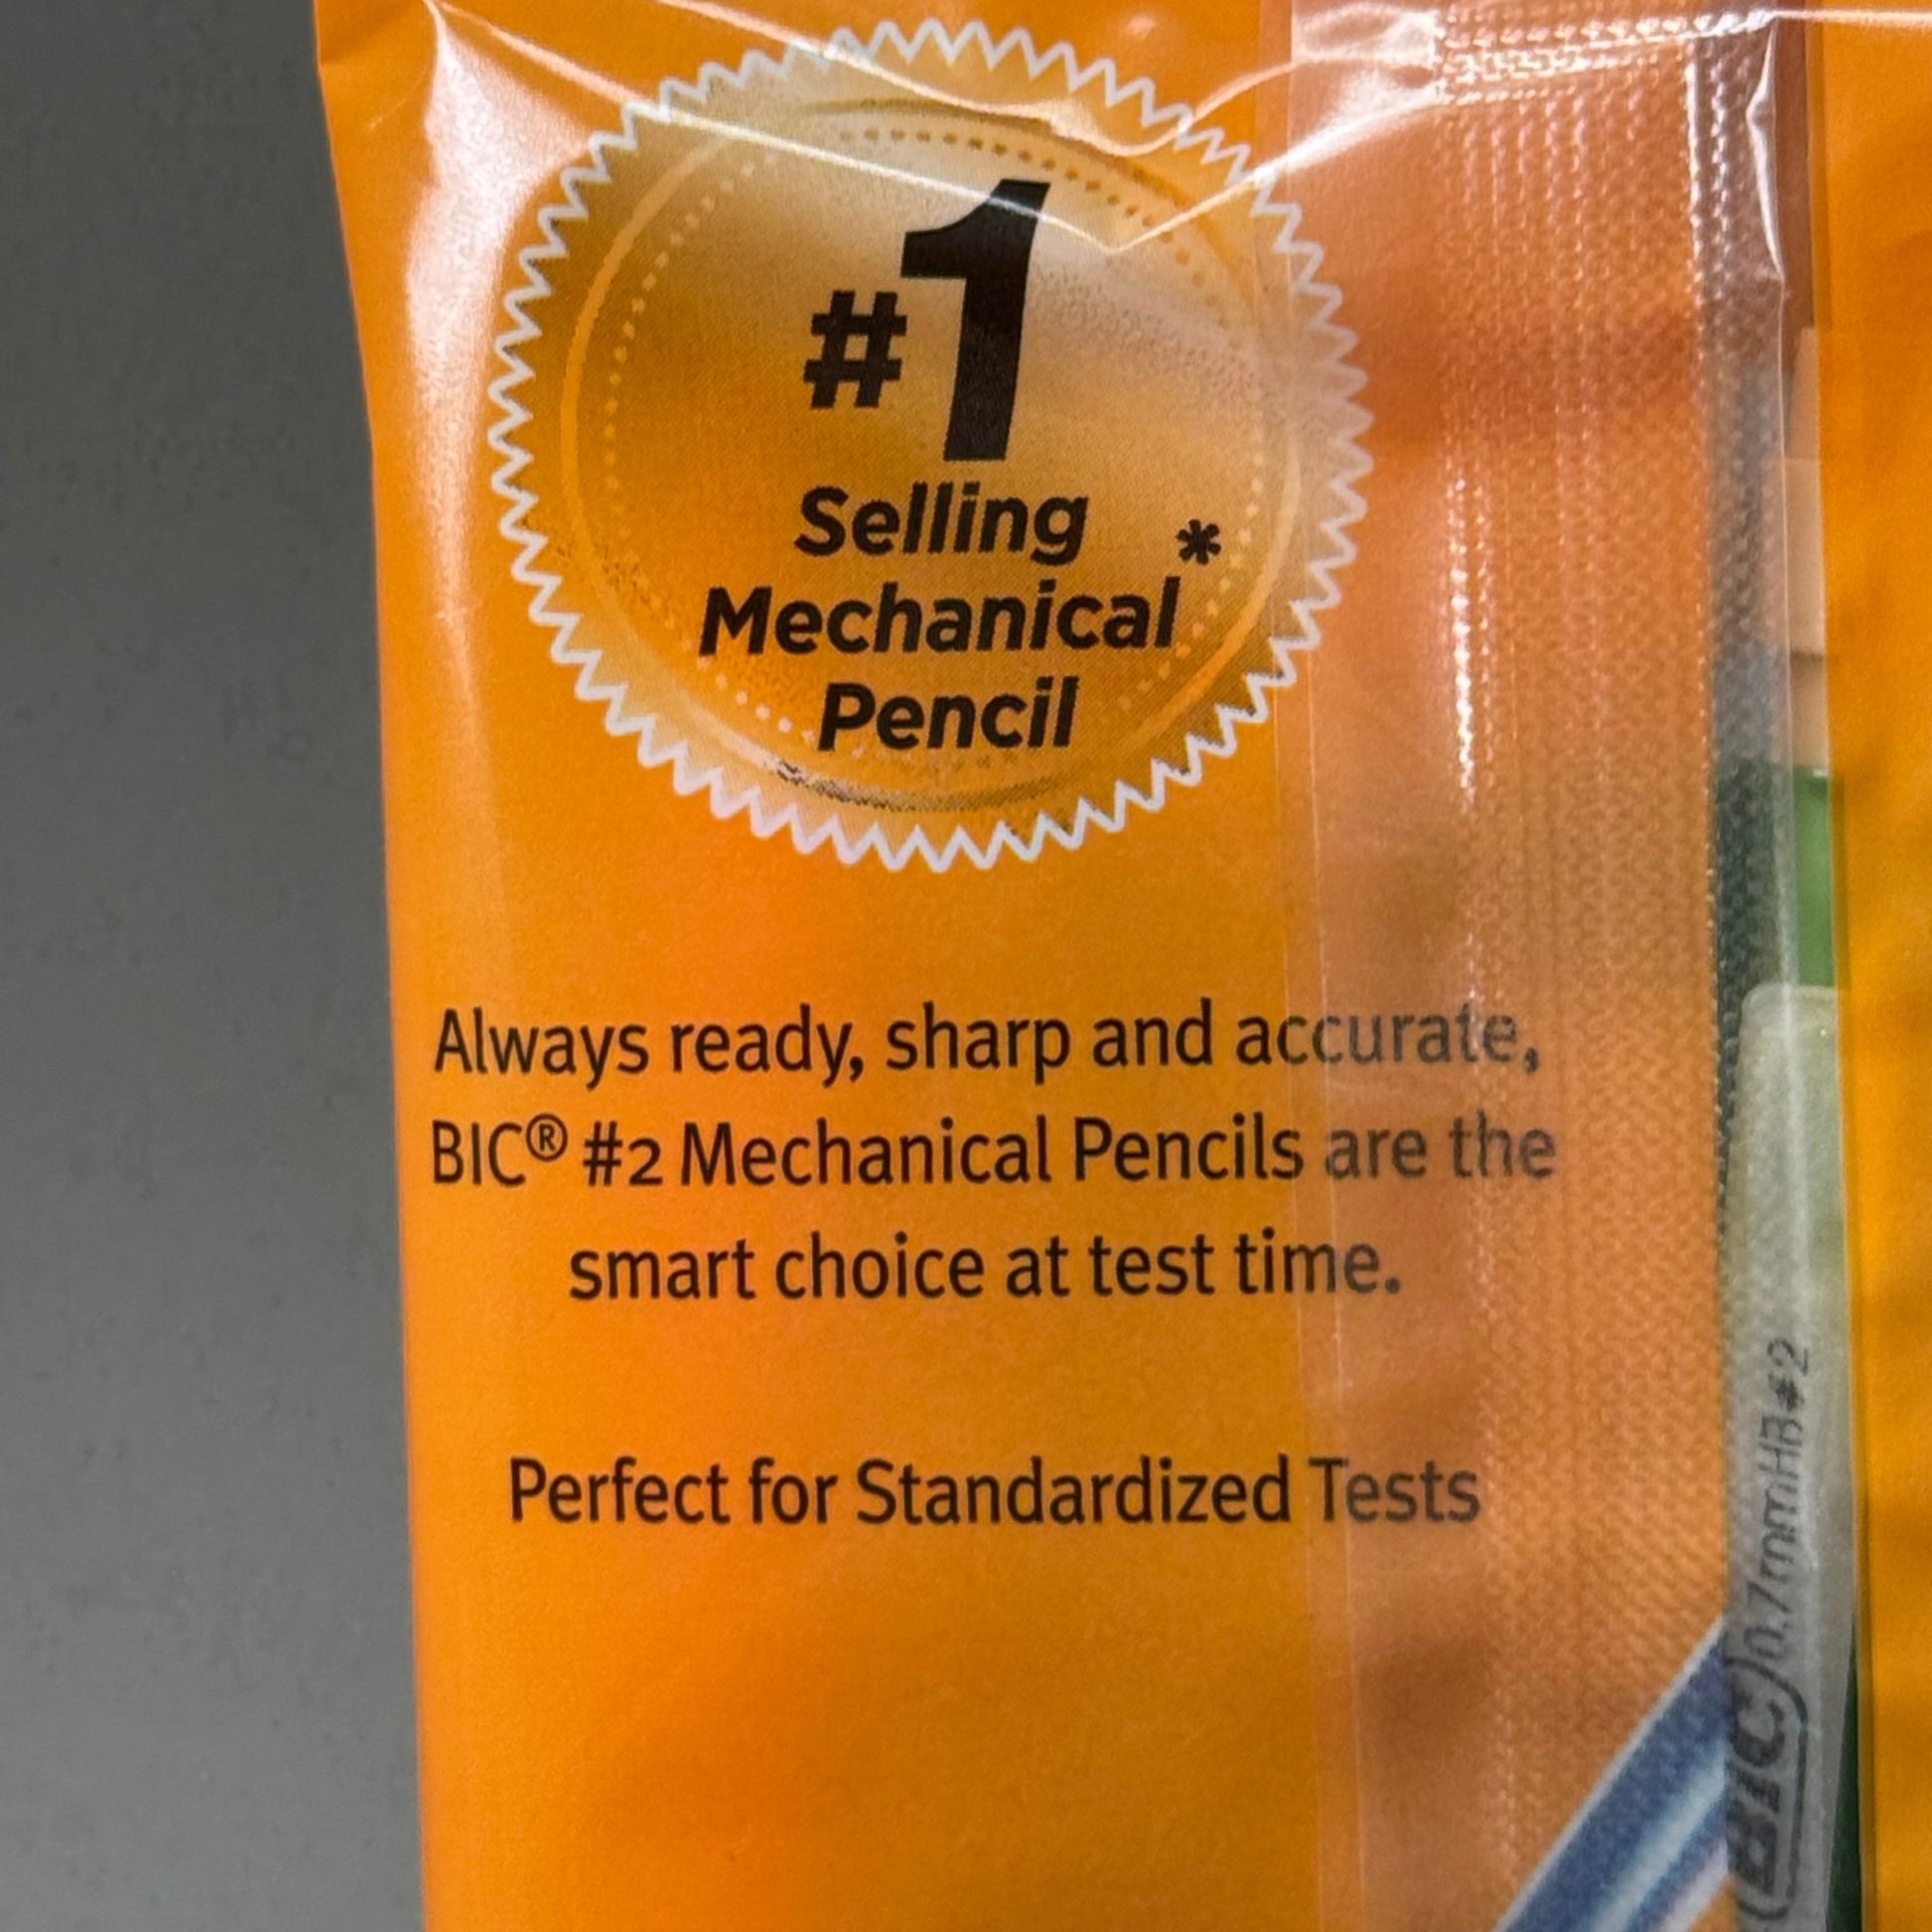 #1
Selling
Mechanical*
Pencil
Always ready, sharp and accurate,
BIC® #2 Mechanical Pencils are the
smart choice at test time.
Perfect for Standardized Tests
BIC 0.7mm HB #2